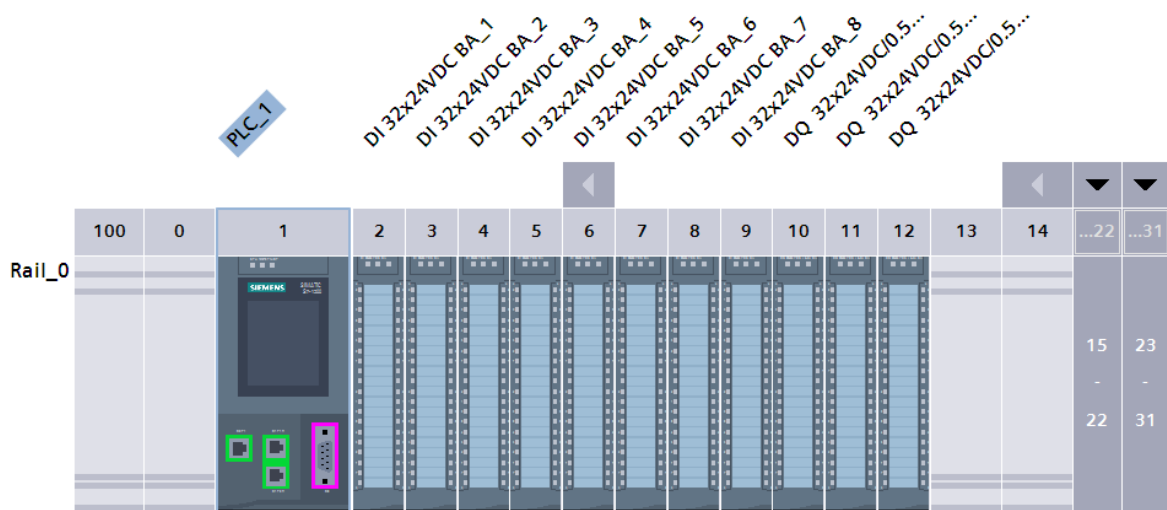 PLC_1
DI 32x24VDC BA_1
DI 32x24VDC BA_2
DI 32x24VDC BA_3
DI 32x24VDC BA_4
DI 32x24VDC BA_5
DI 32x24VDC BA_6
DI 32x24VDC BA_7
DI 32x24VDC BA_8
DQ 32x24VDC/0.5...
DQ 32x24VDC/0.5...
DQ 32x24VDC/0.5...
100 0 1 2 3 4 5 6 7 8 9 10 11 12 13 14 ...22 ...31
Rail_0
SIEMENS SIMATIC
15 23
- -
22 31